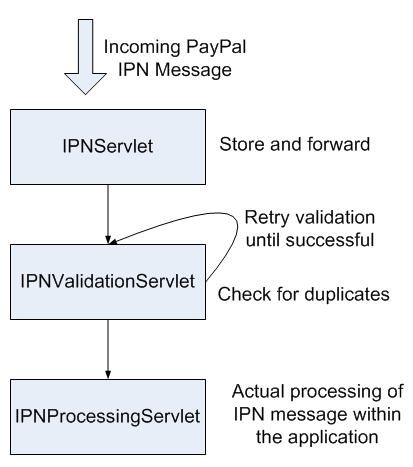 Incoming PayPal
IPN Message
IPNServlet
Store and forward
Retry validation
until successful
IPNValidationServlet
Check for duplicates
IPNProcessingServlet
Actual processing of
IPN message within
the application